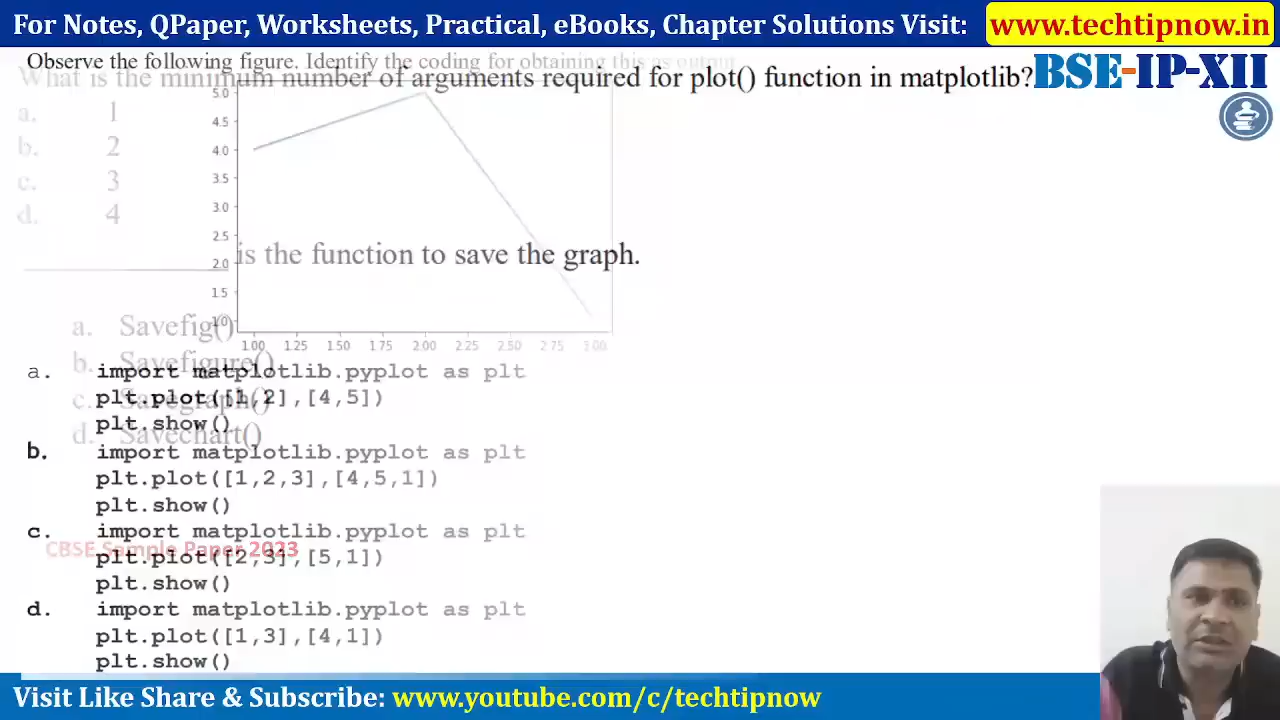 For Notes, QPaper, Worksheets, Practical, eBooks, Chapter Solutions Visit: www.techtipnow.in
Observe the following figure. Identify the coding for obtaining this as output
What is the minimum number of arguments required for plot() function in matplotlib?
BSE-IP-XII
a. 1
b. 2
c. 3
d. 4
5.0
4.5
4.0
3.5
3.0
2.5
2.0
1.5
1.0
1.00 1.25 1.50 1.75 2.00 2.25 2.50 2.75 3.00
is the function to save the graph.
a. Savefig()
b. Savefigure()
c. Savegraph()
d. Savechart()
a. import matplotlib.pyplot as plt
plt.plot([1,2],[4,5])
plt.show()
b. import matplotlib.pyplot as plt
plt.plot([1,2,3],[4,5,1])
plt.show()
c. import matplotlib.pyplot as plt
plt.plot([2,3],[5,1])
plt.show()
d. import matplotlib.pyplot as plt
plt.plot([1,3],[4,1])
plt.show()
CBSE Sample Paper 2023
Visit Like Share & Subscribe: www.youtube.com/c/techtipnow